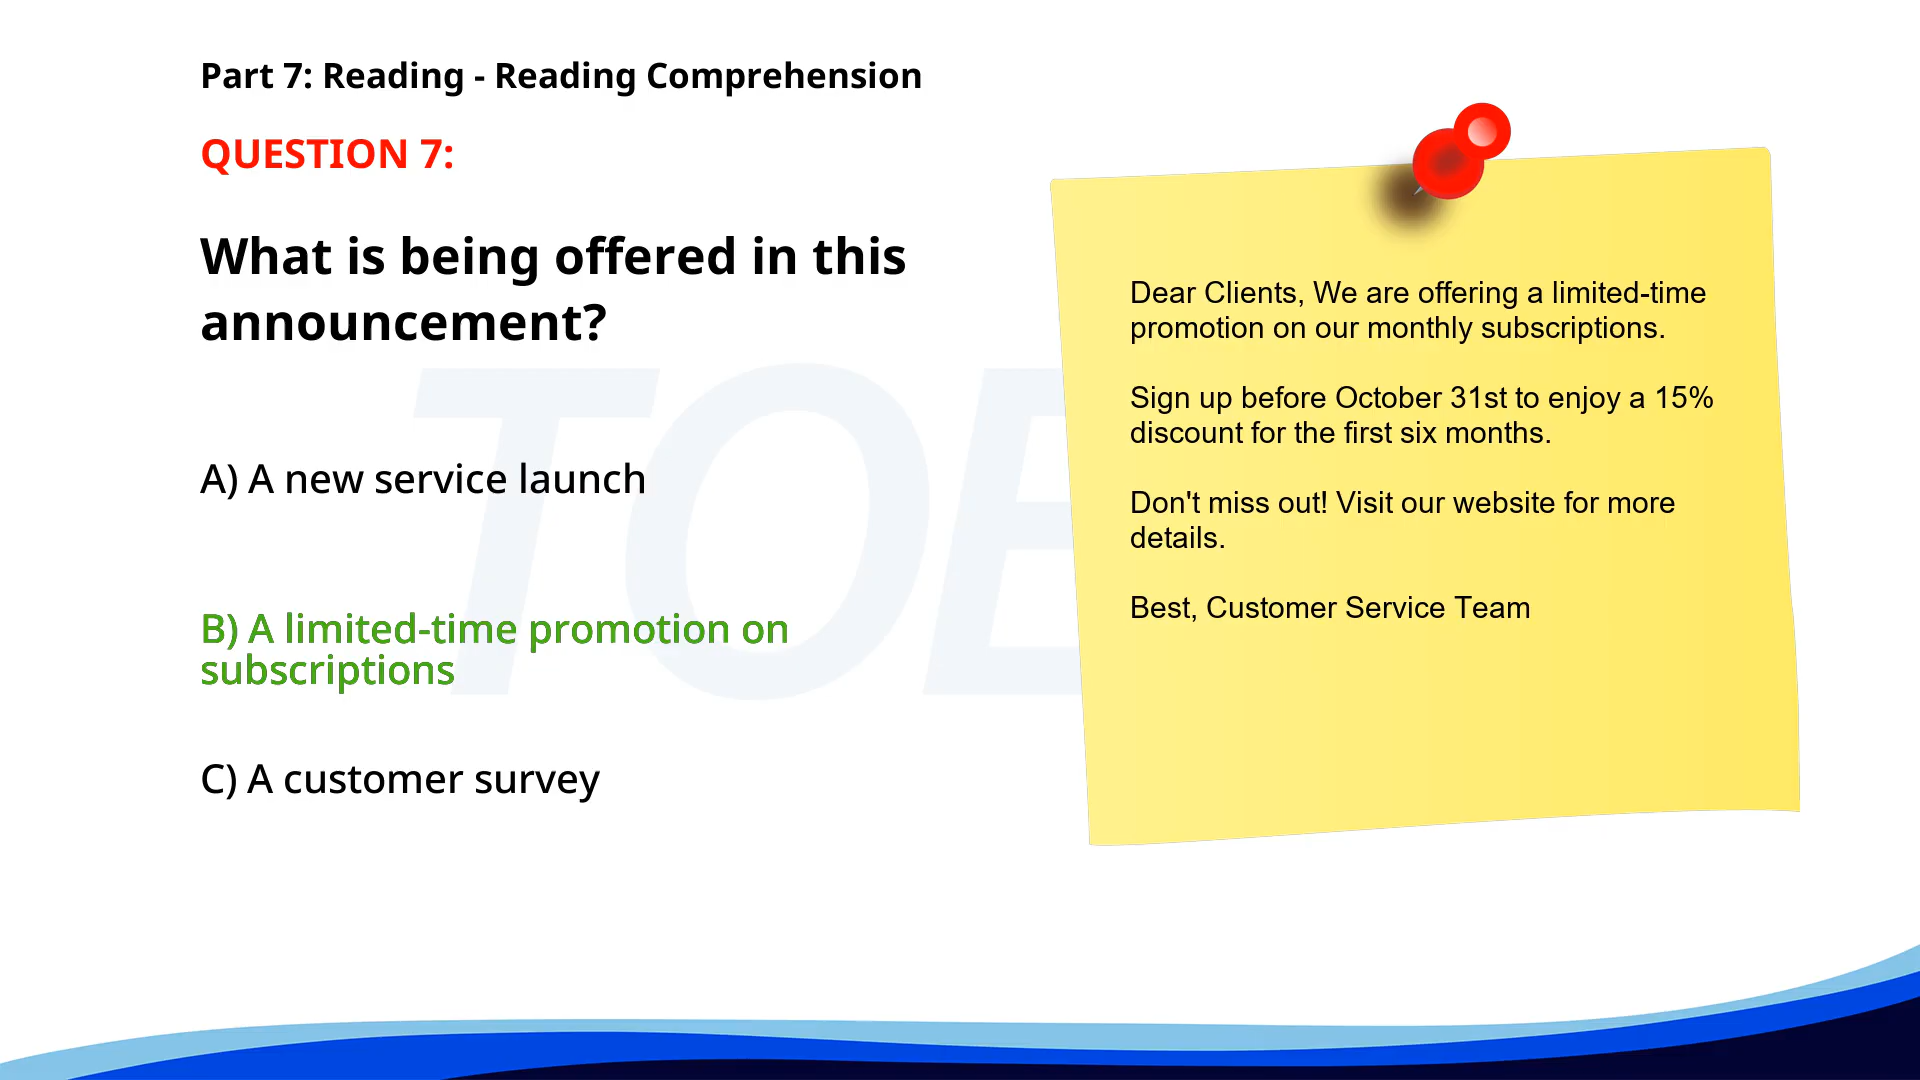 Part 7: Reading - Reading Comprehension
QUESTION 7:
What is being offered in this
announcement?
A) A new service launch
B) A limited-time promotion on
subscriptions
C) A customer survey
Dear Clients, We are offering a limited-time
promotion on our monthly subscriptions.
Sign up before October 31st to enjoy a 15%
discount for the first six months.
Don't miss out! Visit our website for more
details.
Best, Customer Service Team